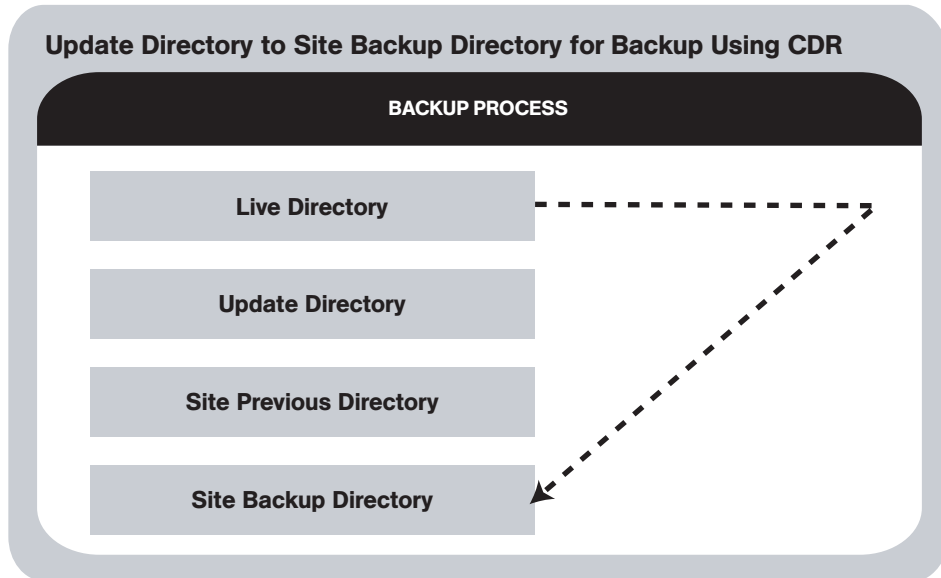 Update Directory to Site Backup Directory for Backup Using CDR
BACKUP PROCESS
Live Directory
Update Directory
Site Previous Directory
Site Backup Directory